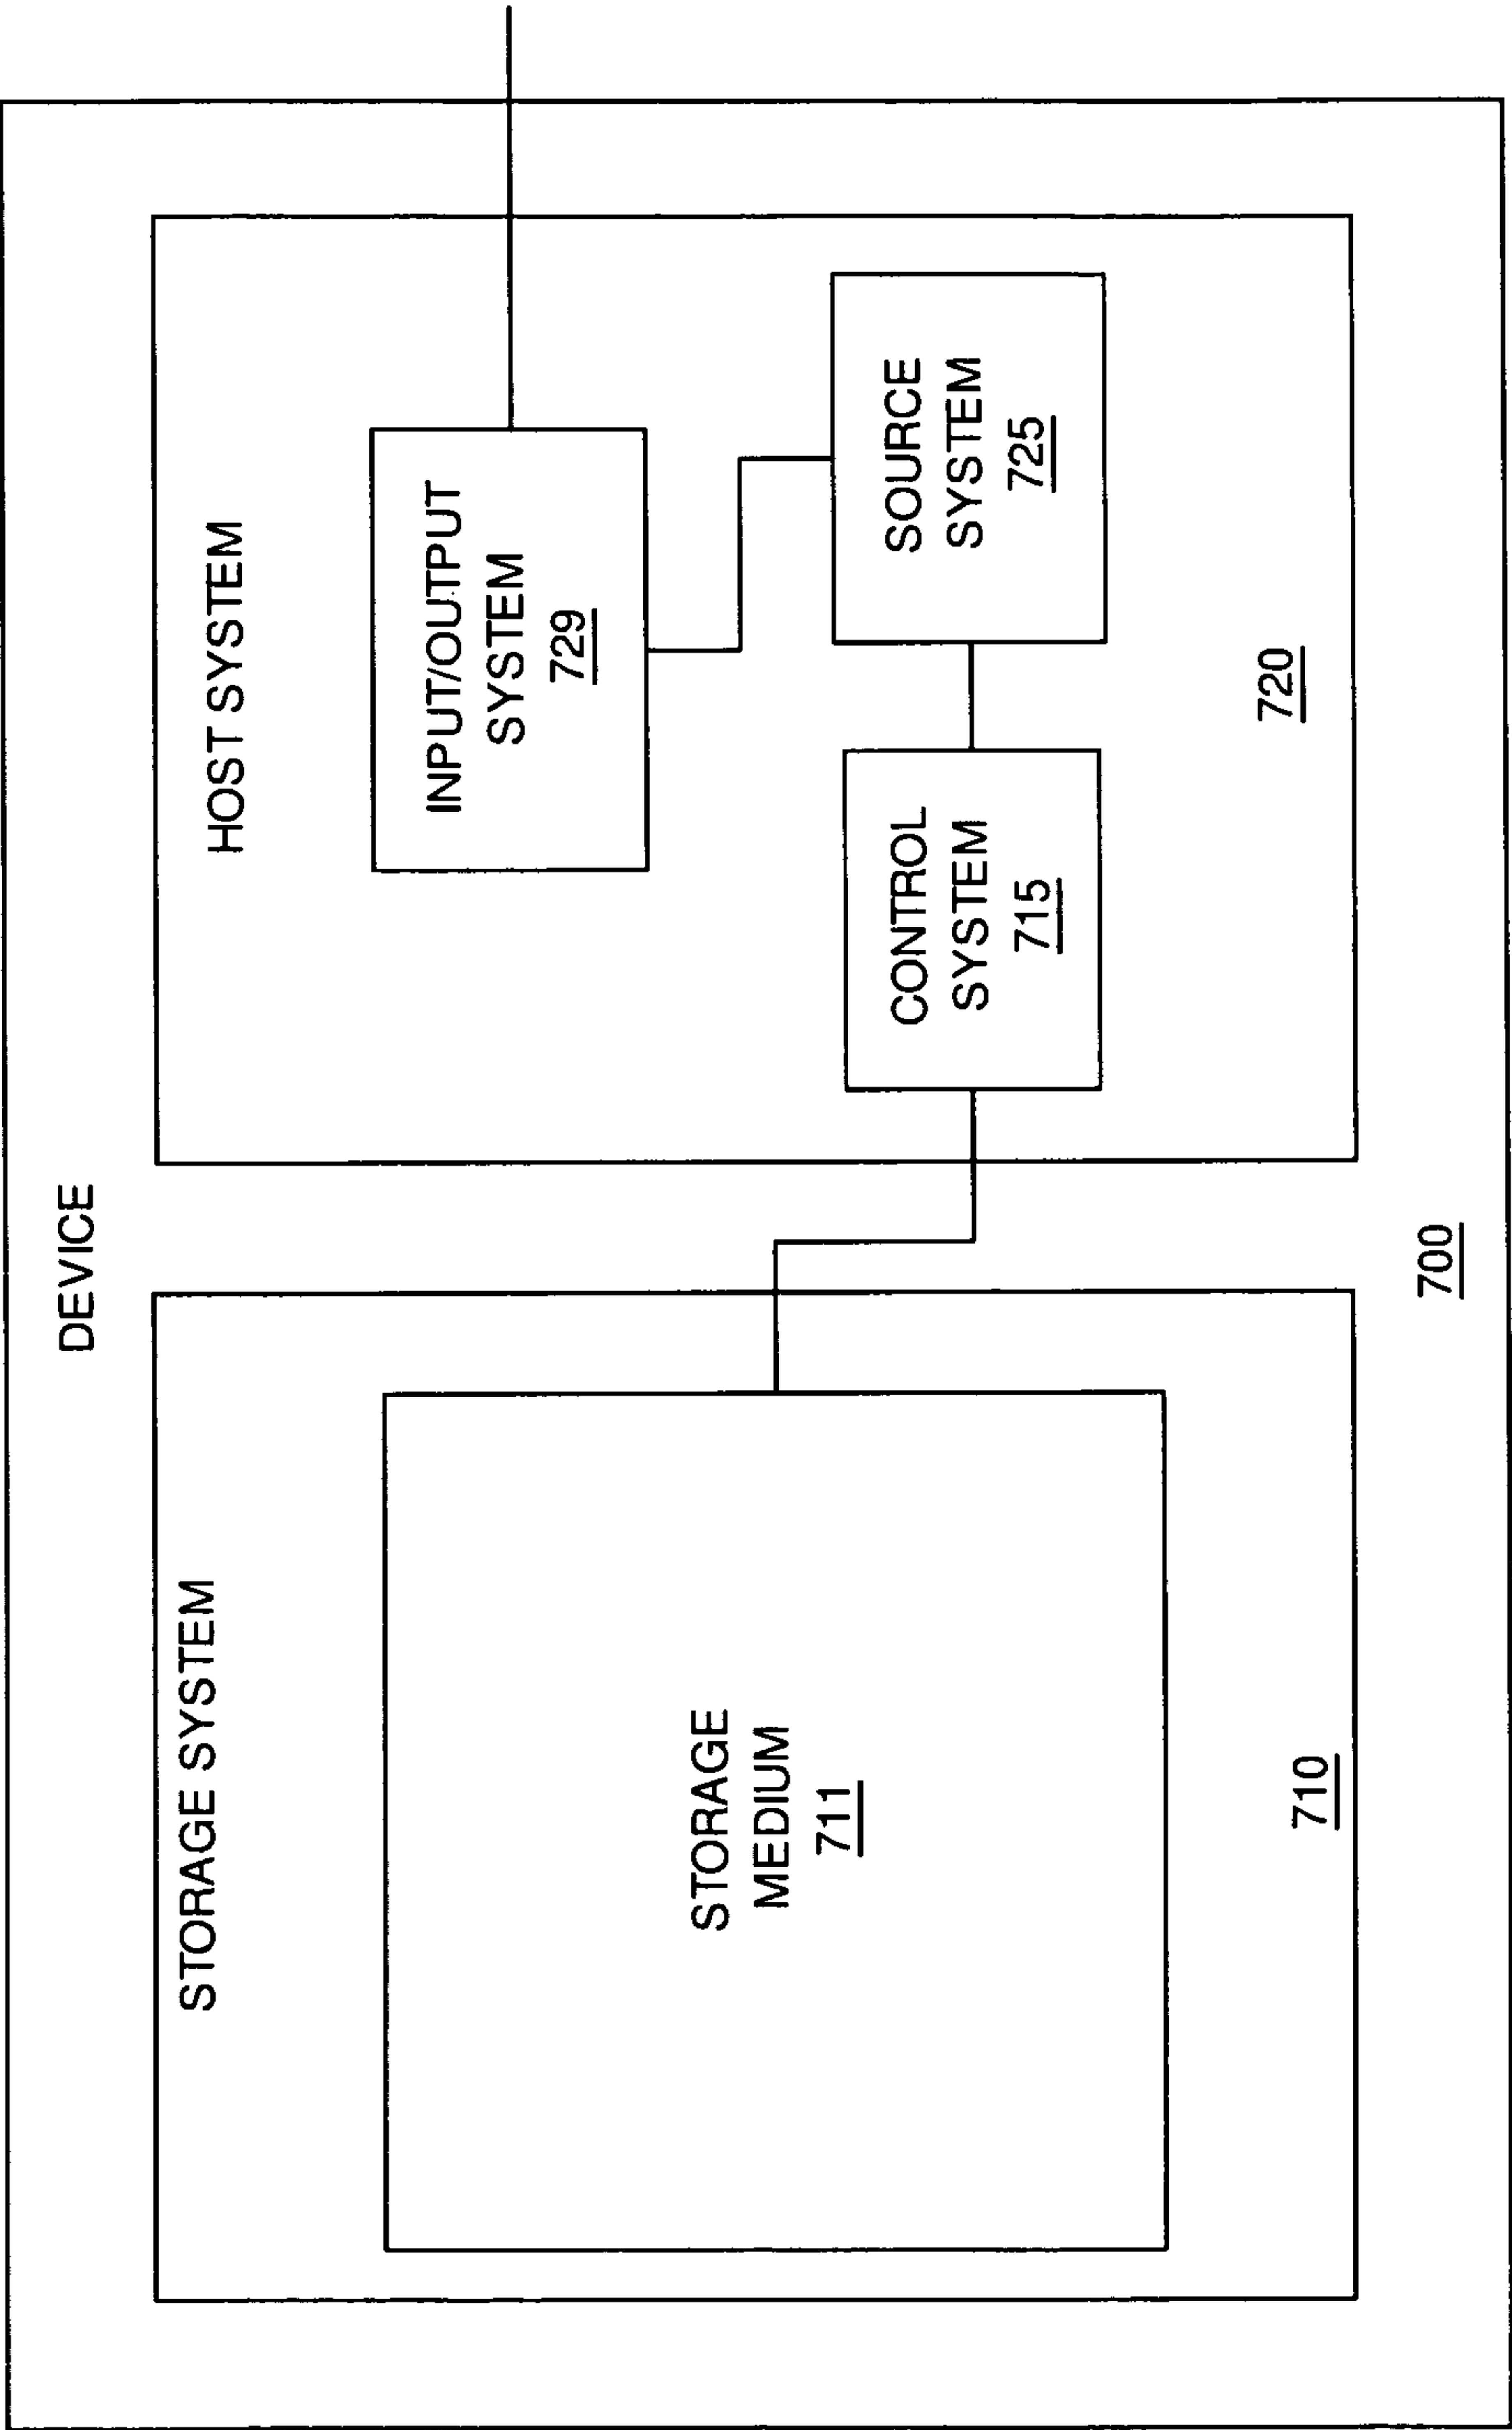 DEVICE
STORAGE SYSTEM
STORAGE
MEDIUM
711
710
HOST SYSTEM
INPUT/OUTPUT
SYSTEM
729
CONTROL
SYSTEM
715
SOURCE
SYSTEM
725
720
700